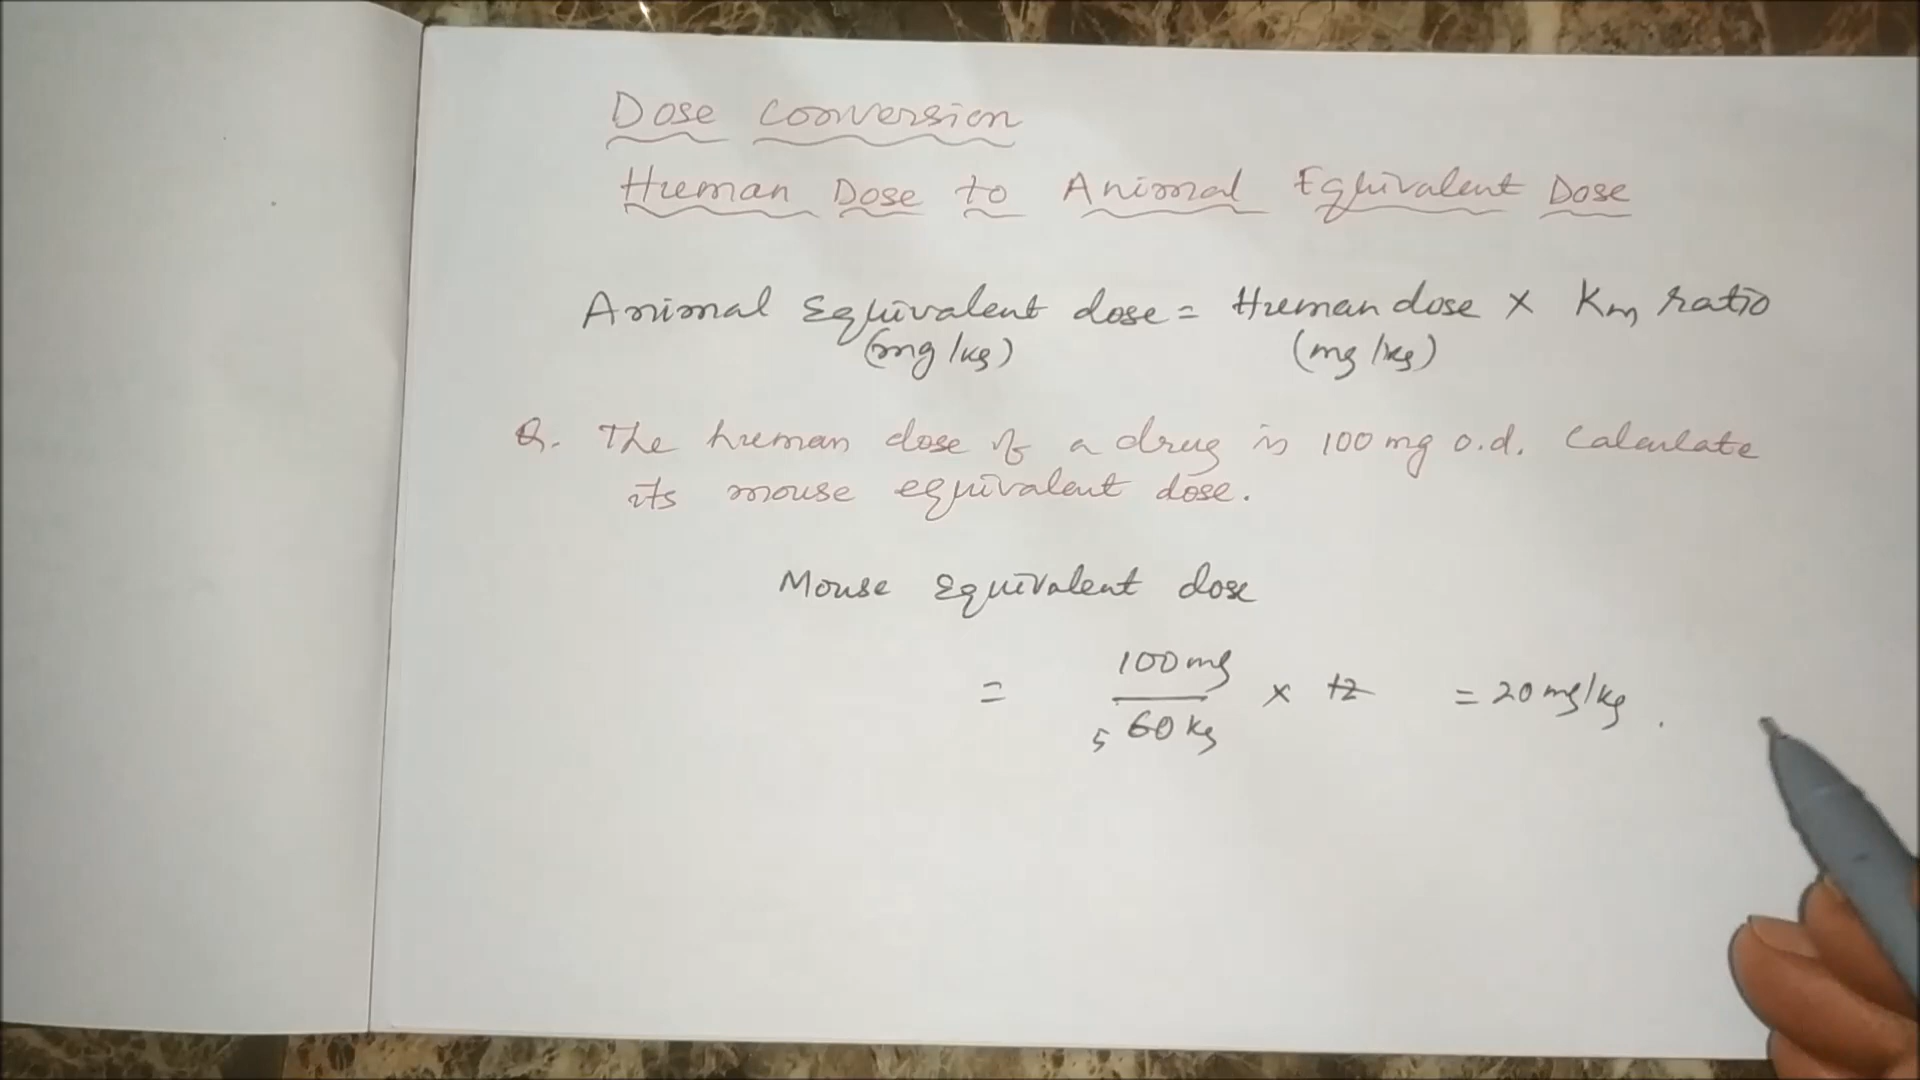 Dose Conversion
Human Dose to Animal Equivalent Dose
Animal Equivalent dose = Human dose × Km ratio
(mg/kg) (mg/kg)
Q. The human dose of a drug is 100 mg o.d. Calculate
its mouse equivalent dose.
Mouse Equivalent dose
= 100 mg / 5 60 kg × 12 = 20 mg/kg.